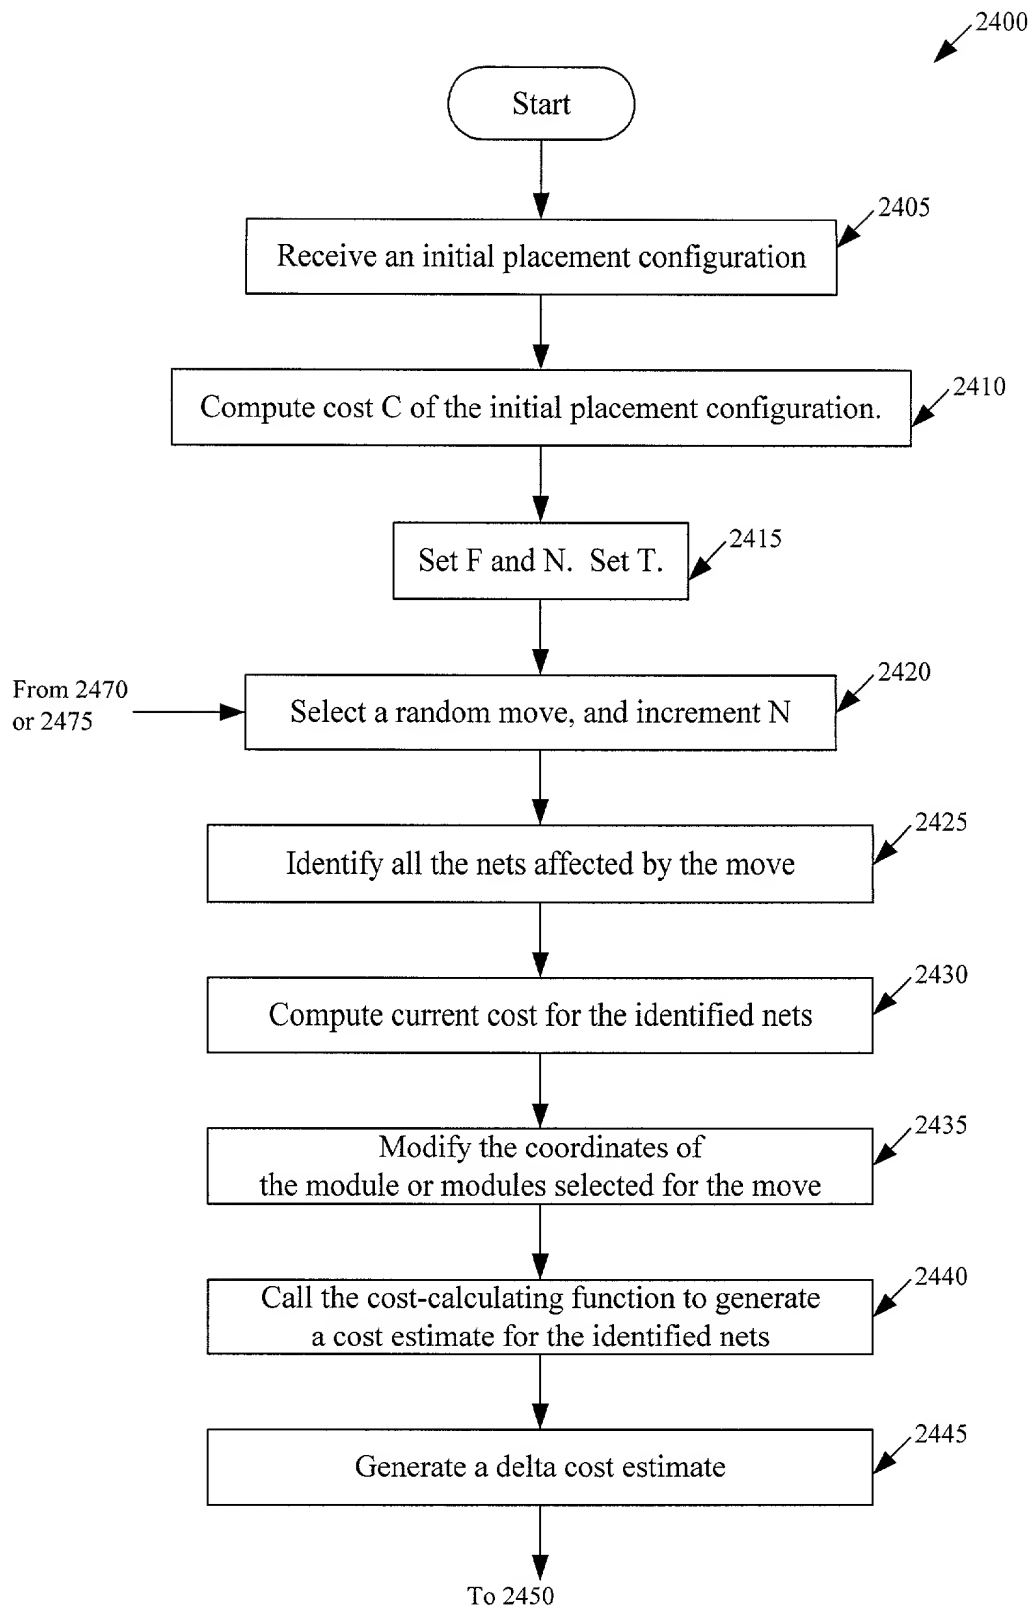 2400
Start
2405
Receive an initial placement configuration
2410
Compute cost C of the initial placement configuration.
2415
Set F and N.  Set T.
2420
From 2470
or 2475
Select a random move, and increment N
2425
Identify all the nets affected by the move
2430
Compute current cost for the identified nets
2435
Modify the coordinates of
the module or modules selected for the move
2440
Call the cost-calculating function to generate
a cost estimate for the identified nets
2445
Generate a delta cost estimate
To 2450